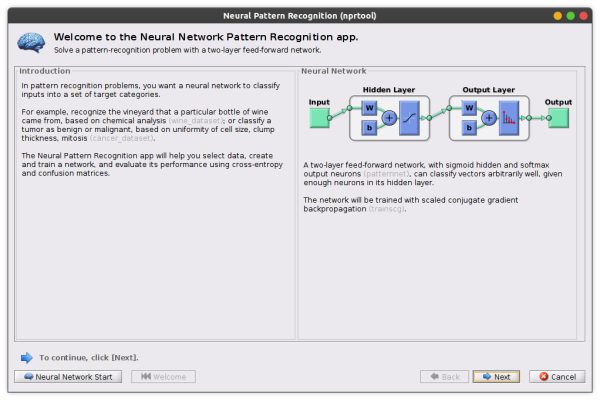 Neural Pattern Recognition (nprtool)
Welcome to the Neural Network Pattern Recognition app.
Solve a pattern-recognition problem with a two-layer feed-forward network.
Introduction
In pattern recognition problems, you want a neural network to classify
inputs into a set of target categories.
For example, recognize the vineyard that a particular bottle of wine
came from, based on chemical analysis (wine_dataset); or classify a
tumor as benign or malignant, based on uniformity of cell size, clump
thickness, mitosis (cancer_dataset).
The Neural Pattern Recognition app will help you select data, create
and train a network, and evaluate its performance using cross-entropy
and confusion matrices.
Neural Network
Hidden Layer
Output Layer
Input
W
b
+
W
b
+
Output
A two-layer feed-forward network, with sigmoid hidden and softmax
output neurons (patternnet), can classify vectors arbitrarily well, given
enough neurons in its hidden layer.
The network will be trained with scaled conjugate gradient
backpropagation (trainscg).
To continue, click [Next].
Neural Network Start
Welcome
Back
Next
Cancel